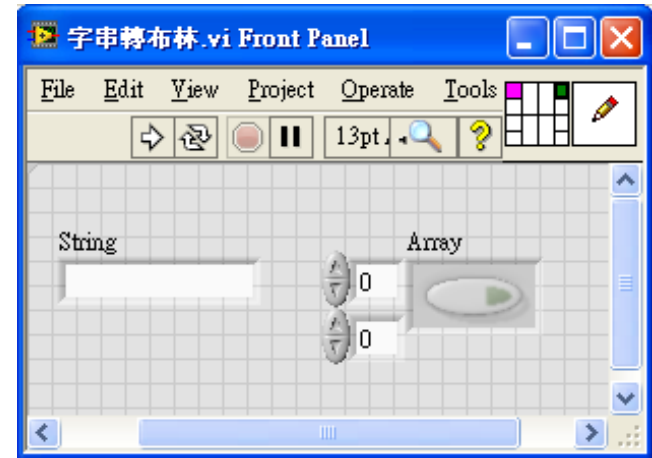 字串轉布林.vi Front Panel
File Edit View Project Operate Tools
13pt
?
String
Array
0
0